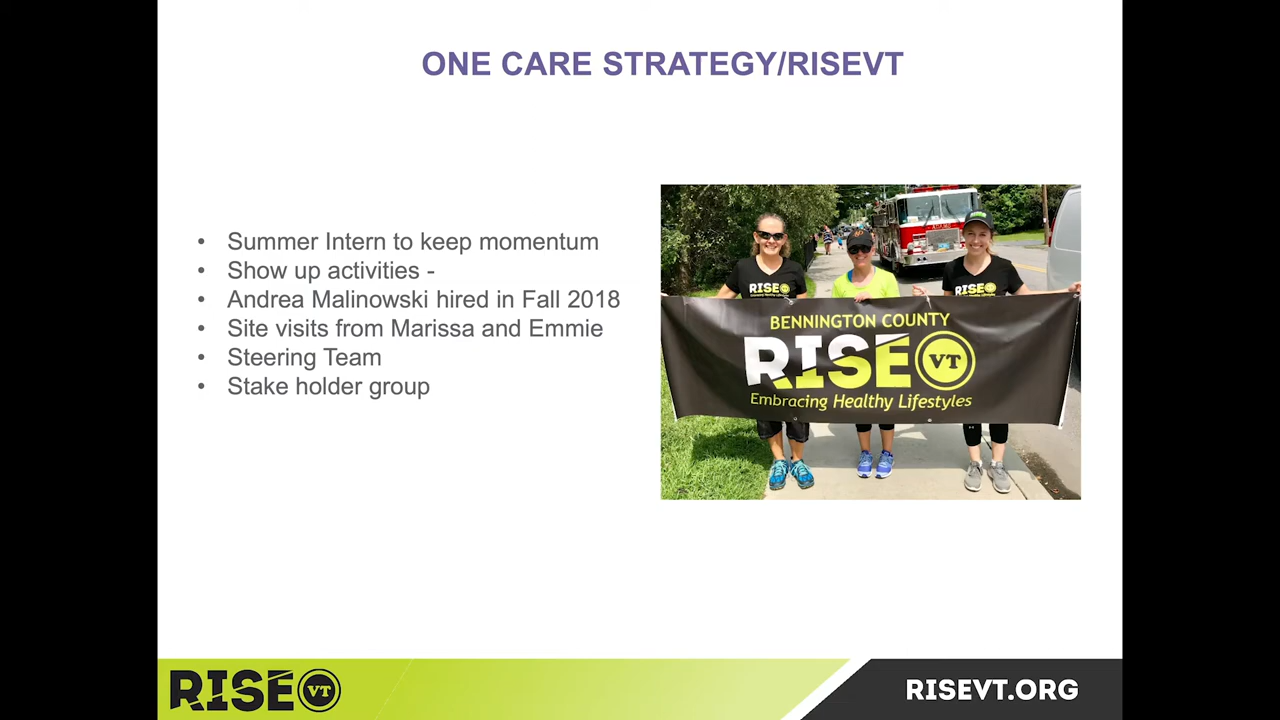 ONE CARE STRATEGY/RISEVT
• Summer Intern to keep momentum
• Show up activities -
• Andrea Malinowski hired in Fall 2018
• Site visits from Marissa and Emmie
• Steering Team
• Stake holder group
RISE
RISE
BENNINGTON COUNTY
RISE VT
Embracing Healthy Lifestyles
RISE VT
RISEVT.ORG